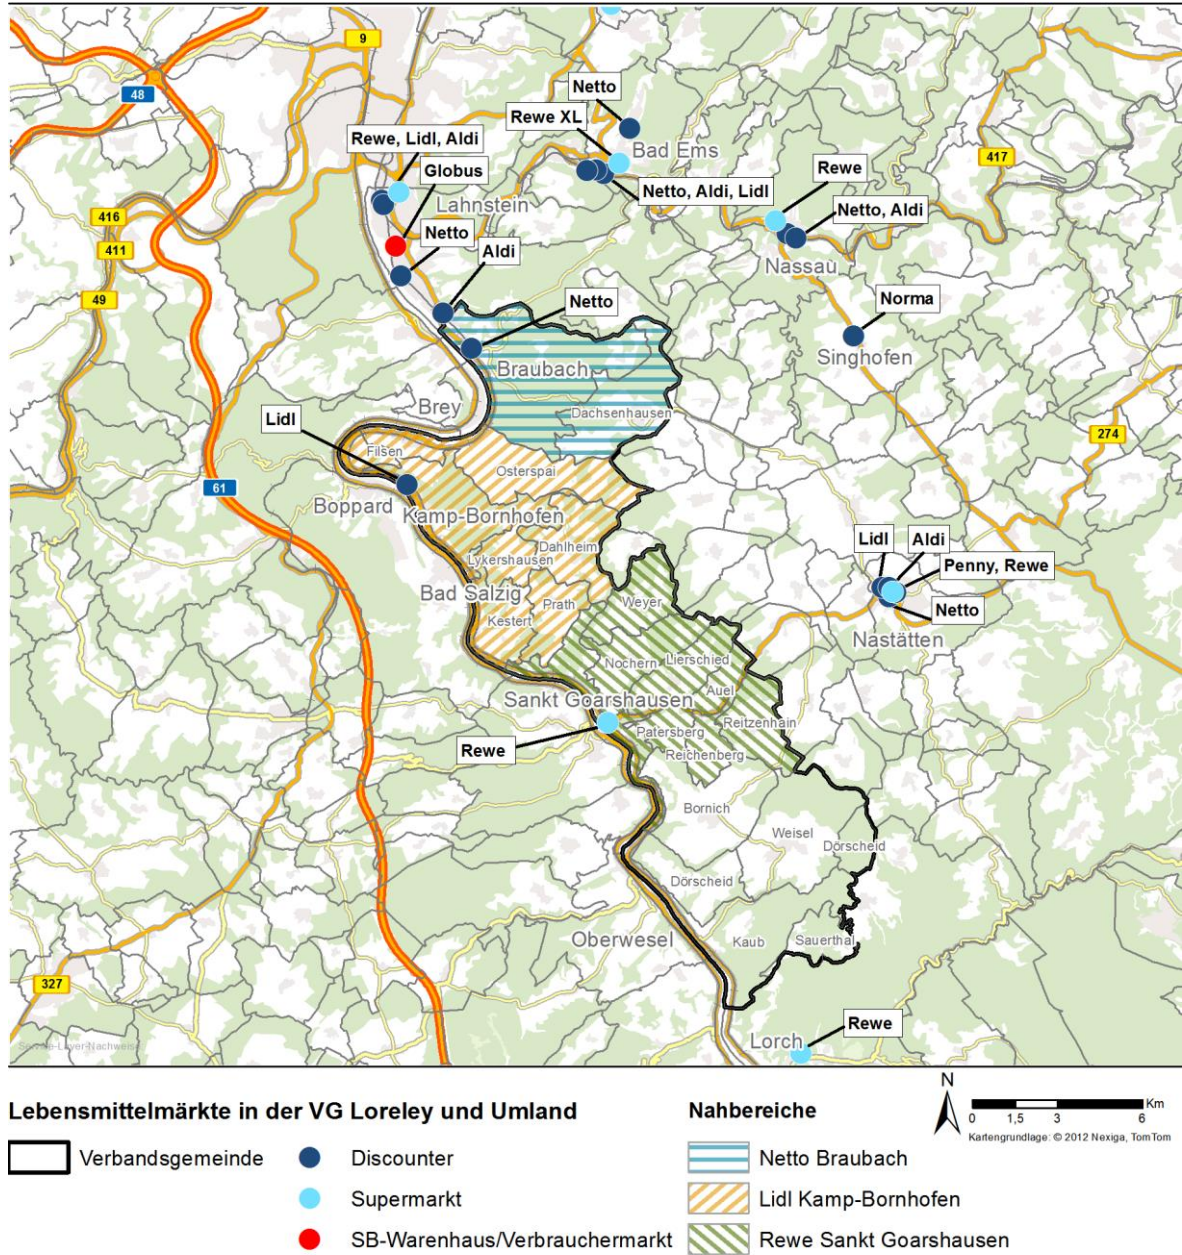 9
48
Netto
Rewe XL
Bad Ems
417
Rewe, Lidl, Aldi
Rewe
Globus
Netto, Aldi, Lidl
Lahnstein
Netto, Aldi
416
Netto
411
Aldi
Nassau
49
Netto
Norma
Braubach
Singhofen
Brey
Dachsenhausen
Lidl
274
Filsen
Osterspai
61
Boppard
Kamp-Bornhofen
Lidl
Aldi
Dahlheim
Lykershausen
Penny, Rewe
Bad Salzig
Prath
Weyer
Netto
Kestert
Nastätten
Nochern
Lierschied
Sankt Goarshausen
Auel
Reitzenhain
Patersberg
Rewe
Reichenberg
Bornich
Weisel
Dörscheid
Dörscheid
Oberwesel
Kaub
Sauerthal
327
Rewe
Lorch
Service-Layer-Nachweise
Lebensmittelmärkte in der VG Loreley und Umland
Nahbereiche
N
Km
0 1,5 3 6
Kartengrundlage: © 2012 Nexiga, TomTom
Verbandsgemeinde
Discounter
Netto Braubach
Supermarkt
Lidl Kamp-Bornhofen
SB-Warenhaus/Verbrauchermarkt
Rewe Sankt Goarshausen